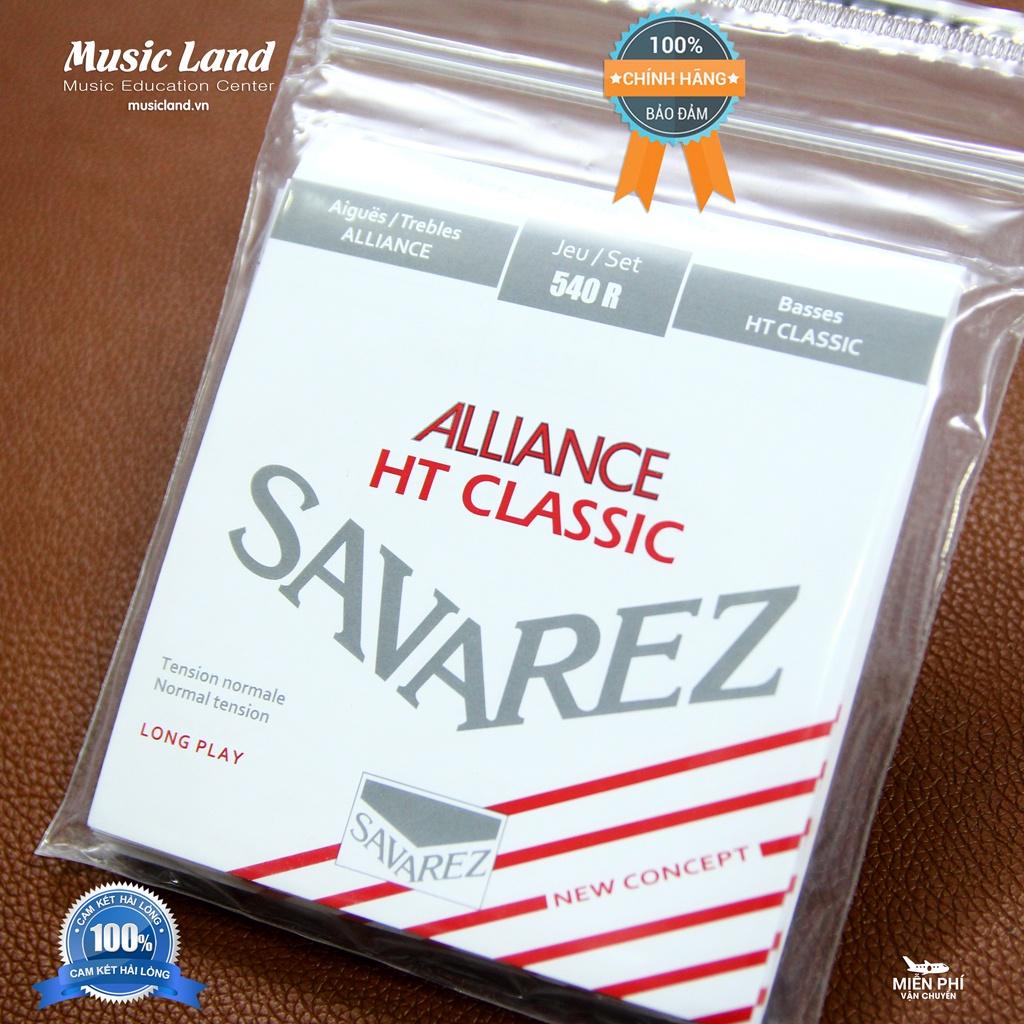 Music Land
Music Education Center
musicland.vn
100%
CHÍNH HÃNG
BẢO ĐẢM
Aiguës / Trebles
ALLIANCE
Jeu / Set
540 R
Basses
HT CLASSIC
ALLIANCE
HT CLASSIC
SAVAREZ
Tension normale
Normal tension
LONG PLAY
SAVAREZ
NEW CONCEPT
CAM KẾT HÀI LÒNG
100%
CAM KẾT HÀI LÒNG
MIỄN PHÍ
VẬN CHUYỂN